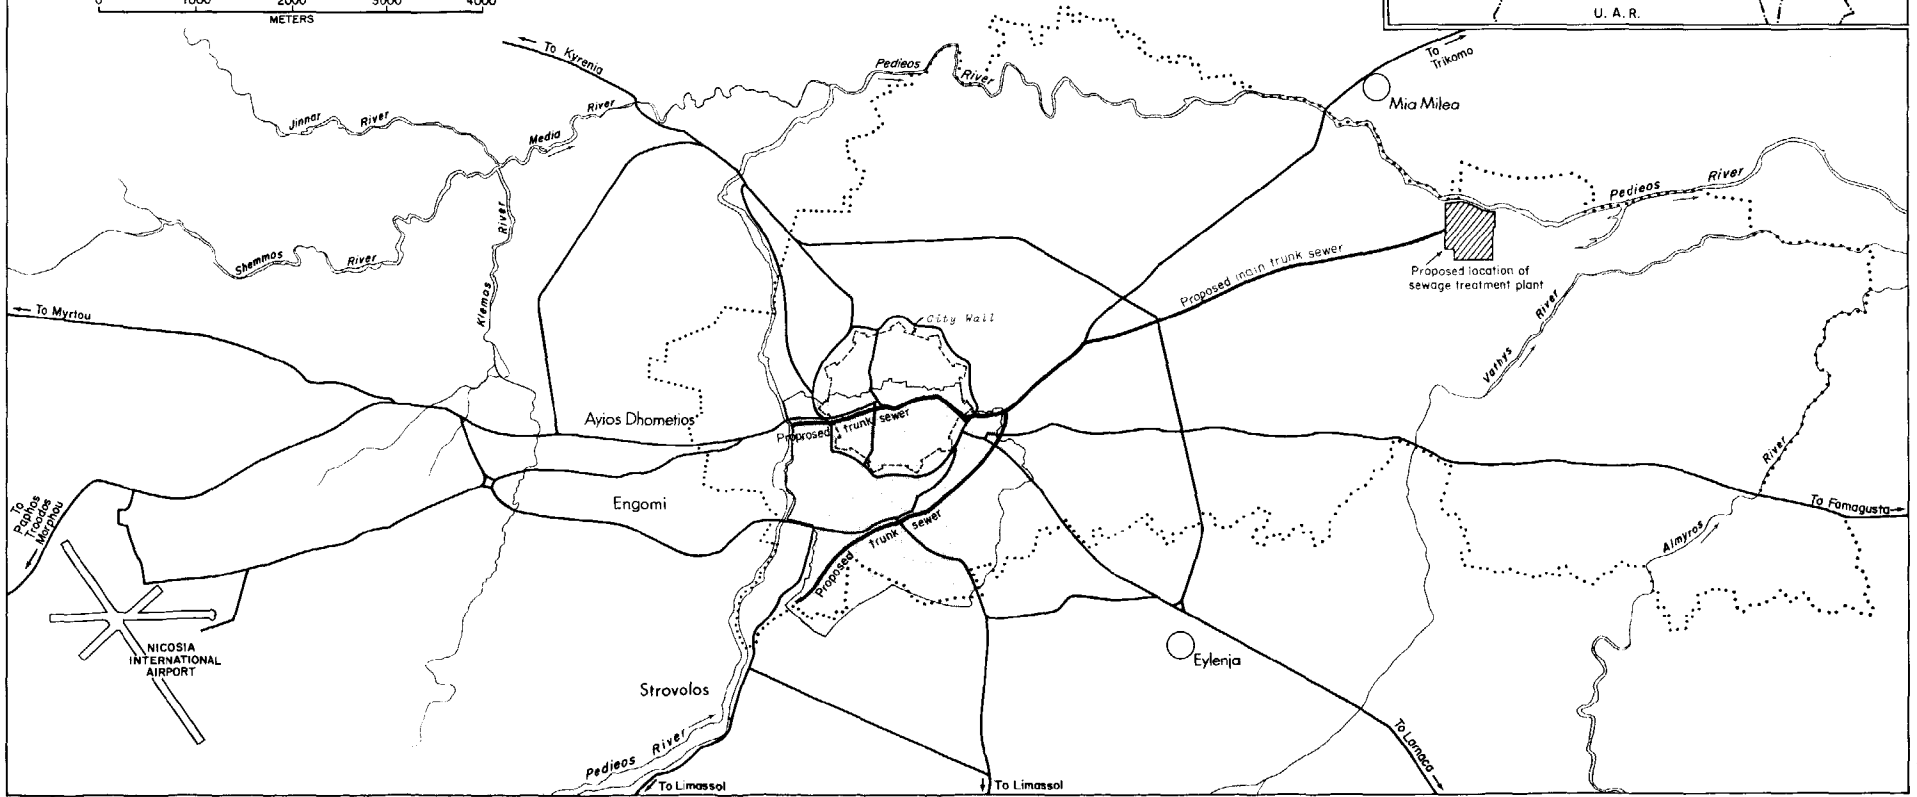 0 1000 2000 3000 4000
METERS
U. A. R.
To Kyrenia
To
Trikomo
Pedieos River
Mia Milea
Jinnar River
Media River
Pedieos River
Klemos River
Shemmos River
Proposed main trunk sewer
Proposed location of
sewage treatment plant
To Myrtou
City Wall
Vathys River
Ayios Dhometios
Proprosed trunk sewer
River
Engomi
To
Paphos
Troodos
Morphou
To Famagusta
Almyros
Proposed trunk sewer
NICOSIA
INTERNATIONAL
AIRPORT
Eylenja
Strovolos
Pedieos River
To Larnaca
To Limassol
To Limassol